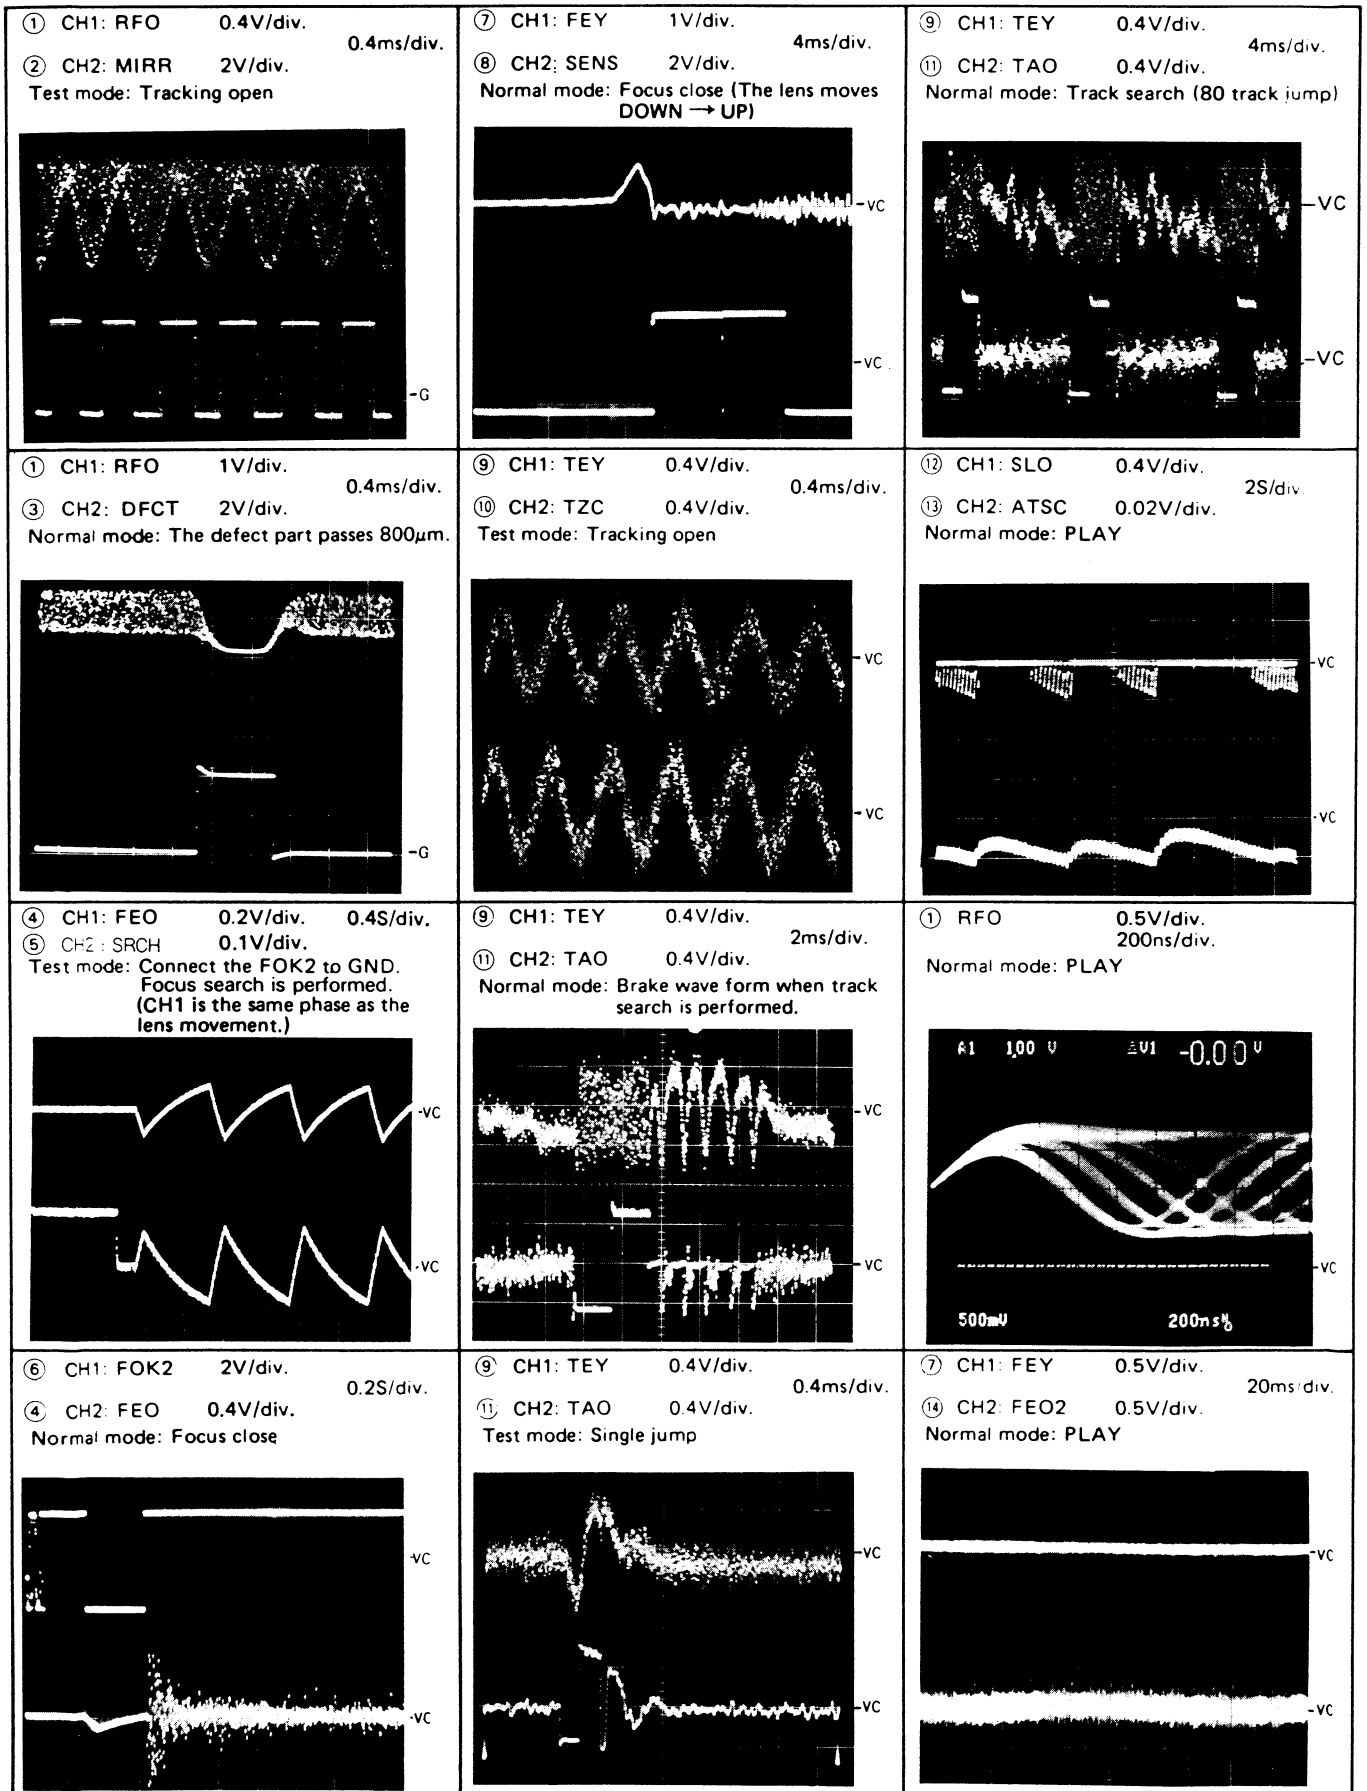 ① CH1: RFO 0.4V/div.
0.4ms/div.
② CH2: MIRR 2V/div.
Test mode: Tracking open
-G
⑦ CH1: FEY 1V/div.
4ms/div.
⑧ CH2: SENS 2V/div.
Normal mode: Focus close (The lens moves
DOWN → UP)
-VC
-VC
⑨ CH1: TEY 0.4V/div.
4ms/div.
⑪ CH2: TAO 0.4V/div.
Normal mode: Track search (80 track jump)
-VC
-VC
① CH1: RFO 1V/div.
0.4ms/div.
③ CH2: DFCT 2V/div.
Normal mode: The defect part passes 800μm.
-G
⑨ CH1: TEY 0.4V/div.
0.4ms/div.
⑩ CH2: TZC 0.4V/div.
Test mode: Tracking open
-VC
-VC
⑫ CH1: SLO 0.4V/div.
2S/div.
⑬ CH2: ATSC 0.02V/div.
Normal mode: PLAY
-VC
-VC
④ CH1: FEO 0.2V/div. 0.4S/div.
⑤ CH2: SRCH 0.1V/div.
Test mode: Connect the FOK2 to GND.
Focus search is performed.
(CH1 is the same phase as the
lens movement.)
-VC
-VC
⑨ CH1: TEY 0.4V/div.
2ms/div.
⑪ CH2: TAO 0.4V/div.
Normal mode: Brake wave form when track
search is performed.
-VC
-VC
① RFO 0.5V/div.
200ns/div.
Normal mode: PLAY
A1 1.00 V ΔV1 -0.00 V
-VC
500mV 200ns
⑥ CH1: FOK2 2V/div.
0.2S/div.
④ CH2: FEO 0.4V/div.
Normal mode: Focus close
-VC
-VC
⑨ CH1: TEY 0.4V/div.
0.4ms/div.
⑪ CH2: TAO 0.4V/div.
Test mode: Single jump
-VC
-VC
⑦ CH1: FEY 0.5V/div.
20ms/div.
⑭ CH2: FEO2 0.5V/div.
Normal mode: PLAY
-VC
-VC